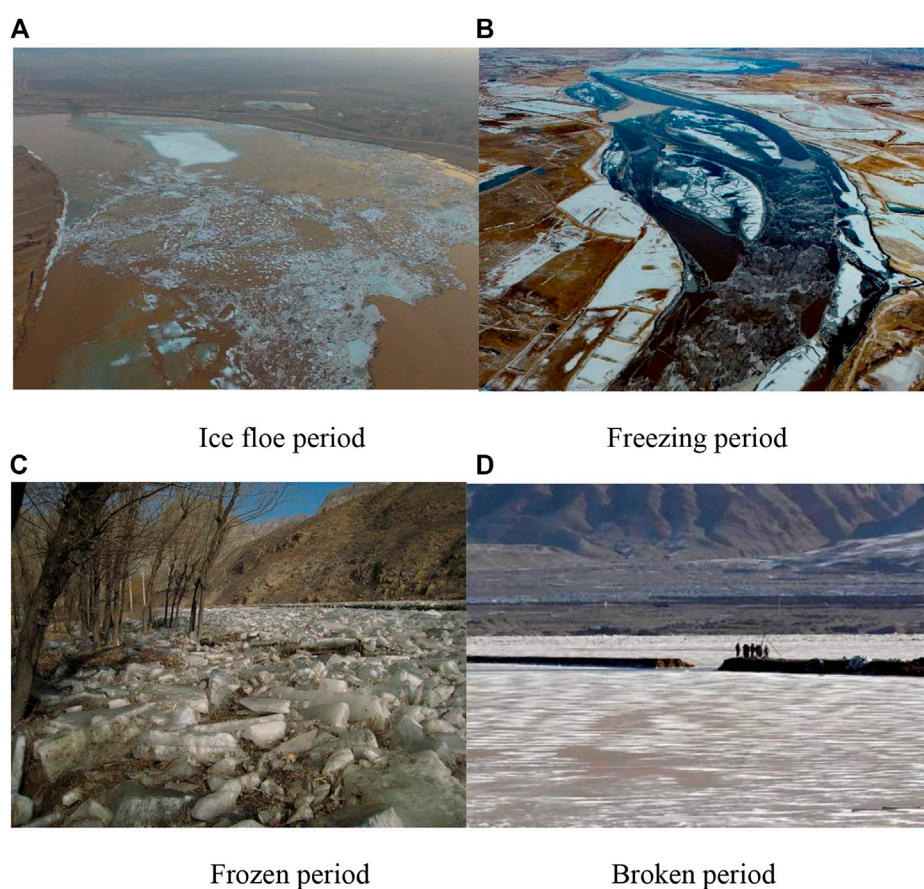 A
B
Ice floe period
Freezing period
C
D
Frozen period
Broken period